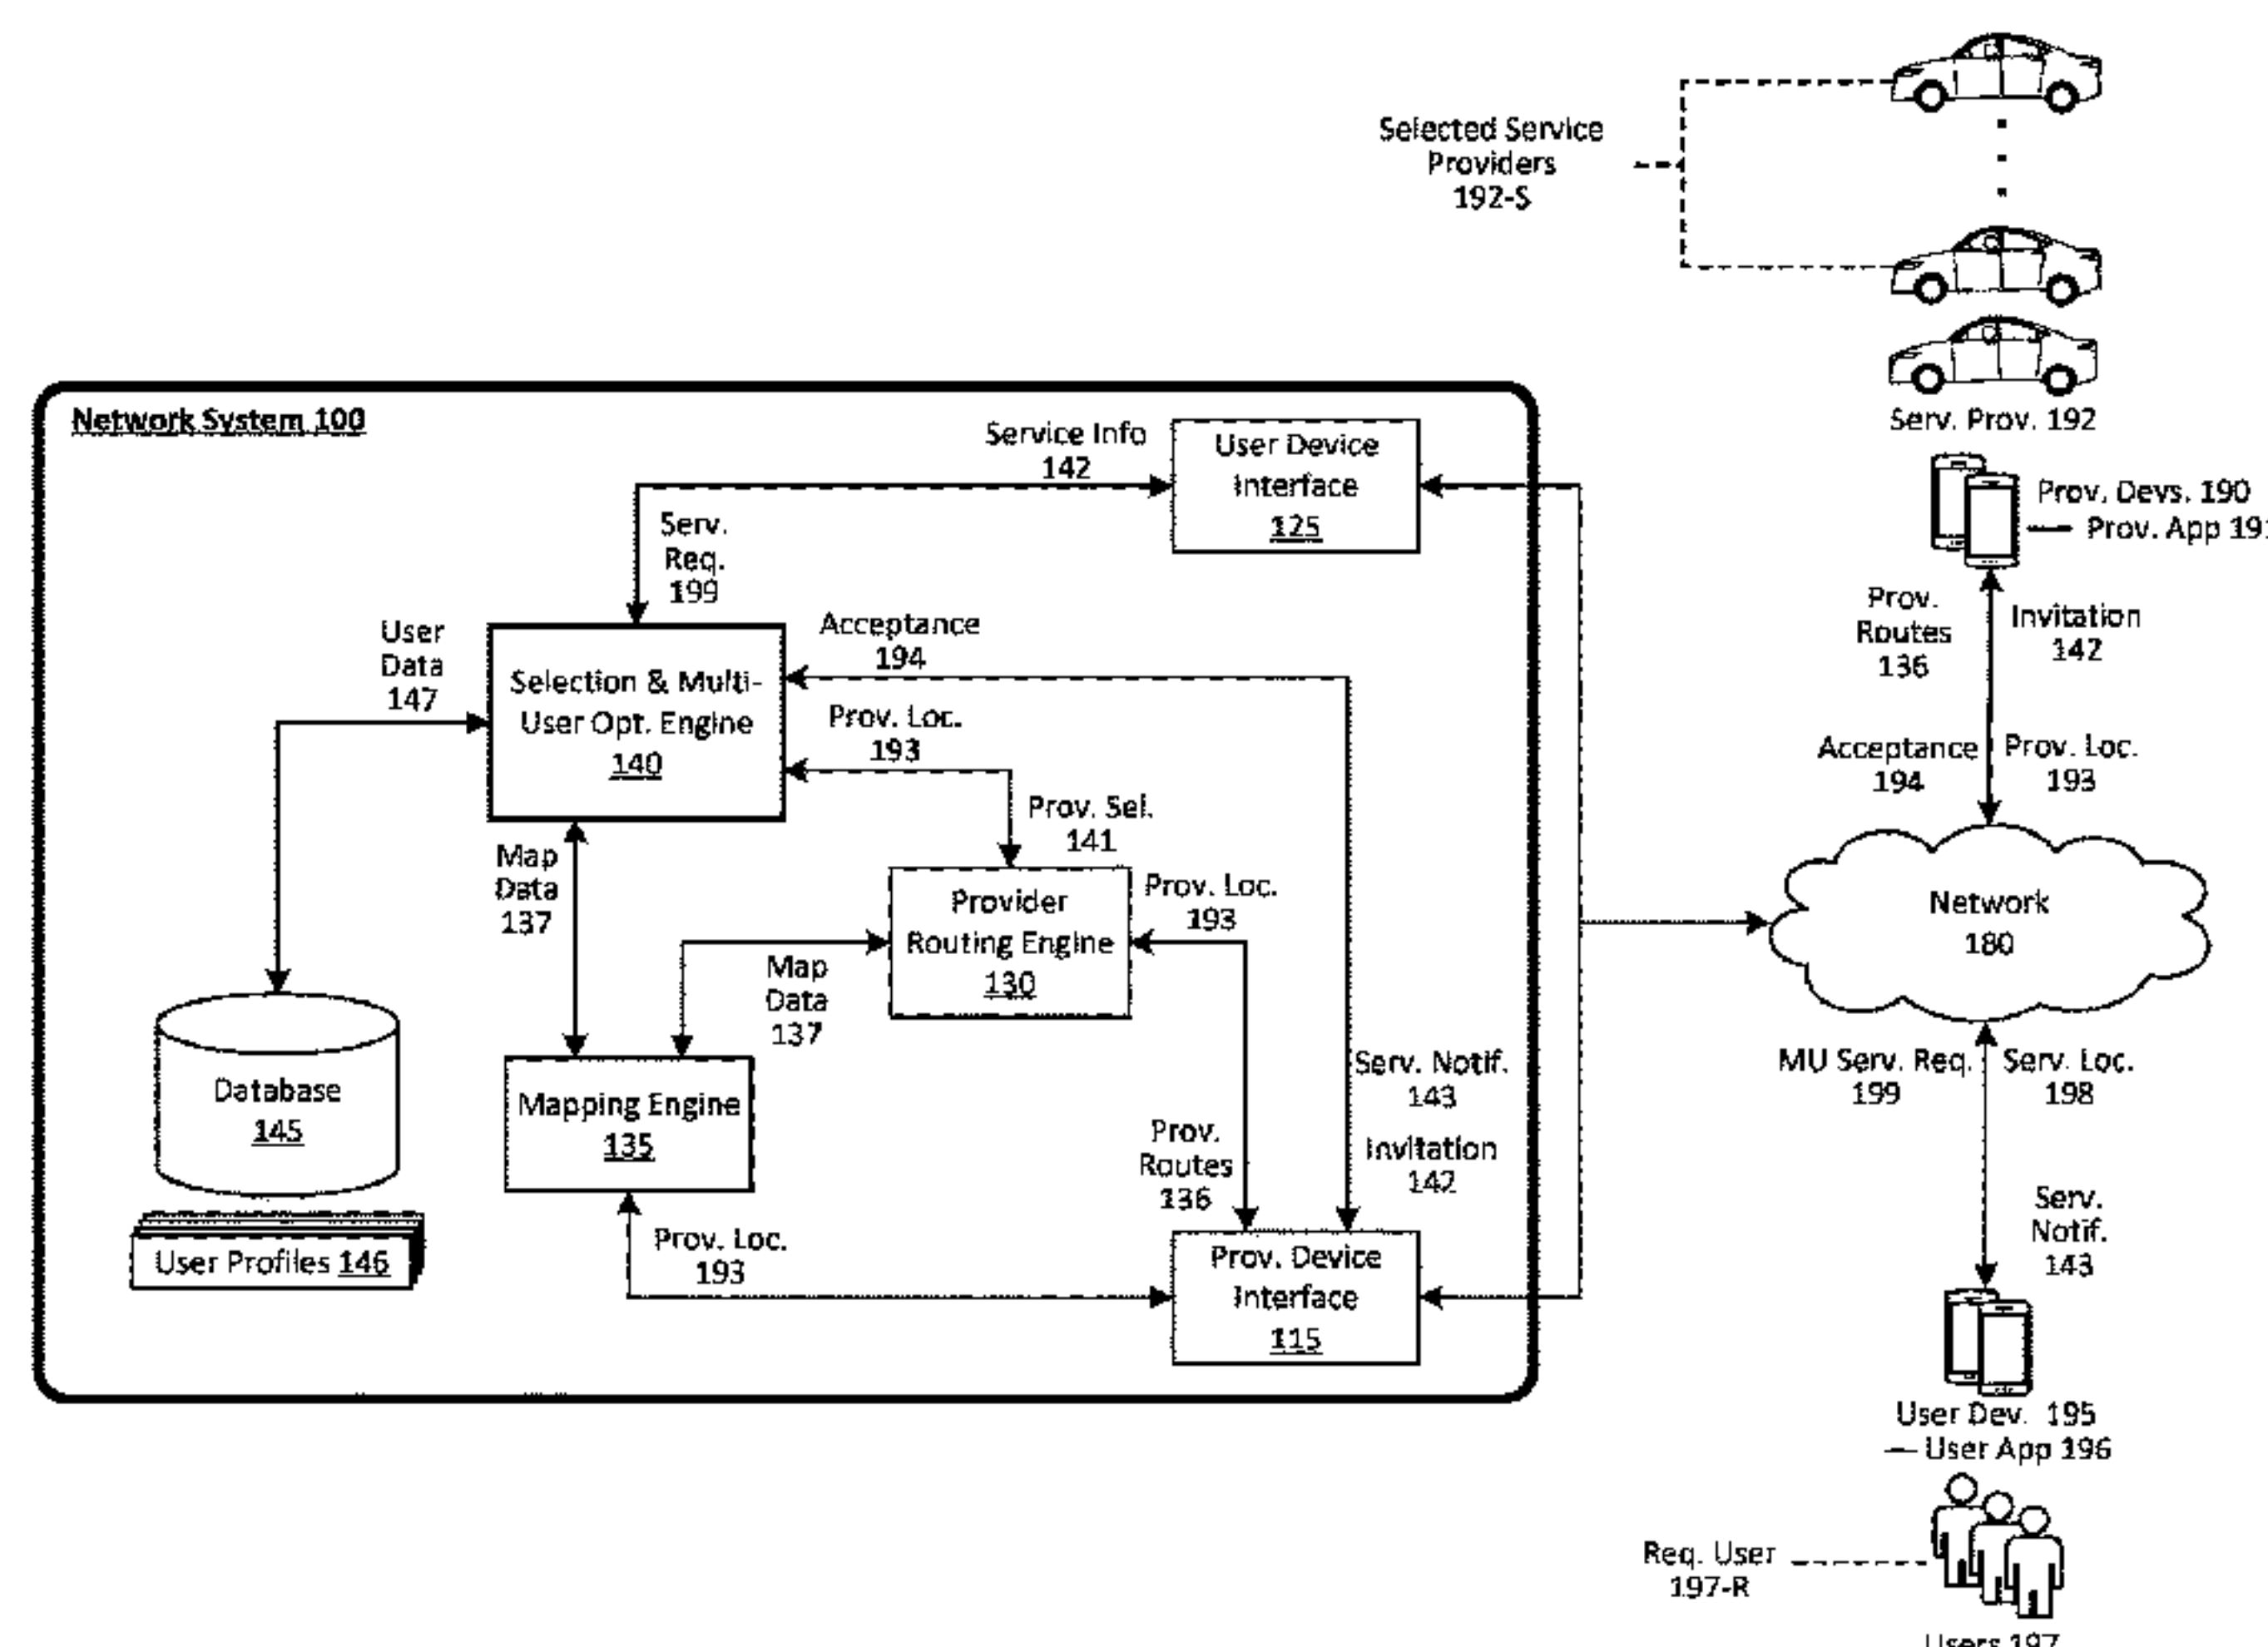 Selected Service
Providers
192-S
Serv. Prov. 192
Prov. Devs. 190
Prov. App 191
Prov.
Routes
136
Invitation
142
Acceptance
194
Prov. Loc.
193
Network
180
MU Serv. Req.
199
Serv. Loc.
198
Serv.
Notif.
143
User Dev. 195
User App 196
Req. User
197-R
Users 197
Network System 100
Service Info
142
User Device
Interface
125
Serv.
Req.
199
User
Data
147
Selection & Multi-
User Opt. Engine
140
Acceptance
194
Prov. Loc.
193
Prov. Sel.
141
Map
Data
137
Provider
Routing Engine
130
Prov. Loc.
193
Map
Data
137
Database
145
Mapping Engine
135
Serv. Notif.
143
Prov.
Routes
136
Invitation
142
User Profiles 146
Prov. Loc.
193
Prov. Device
Interface
115